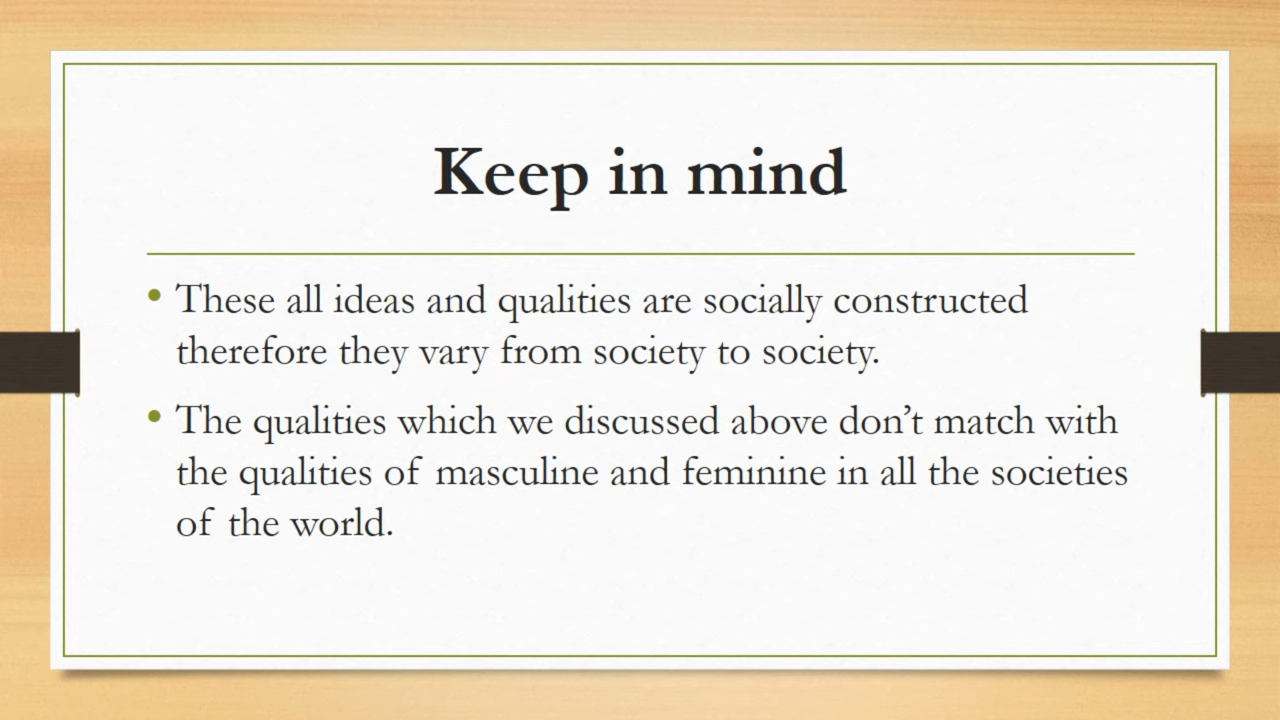 Keep in mind
• These all ideas and qualities are socially constructed
therefore they vary from society to society.
• The qualities which we discussed above don’t match with
the qualities of masculine and feminine in all the societies
of the world.